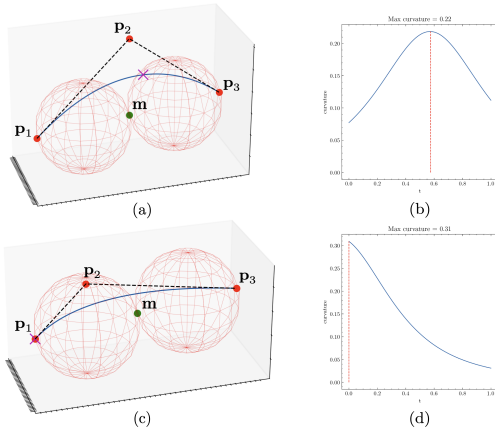 p2
p3
m
p1
(a)
Max curvature = 0.22
curvature
0.20
0.15
0.10
0.05
0.00
0.0 0.2 0.4 0.6 0.8 1.0
t
(b)
p2
p3
m
p1
(c)
Max curvature = 0.31
curvature
0.30
0.25
0.20
0.15
0.10
0.05
0.00
0.0 0.2 0.4 0.6 0.8 1.0
t
(d)